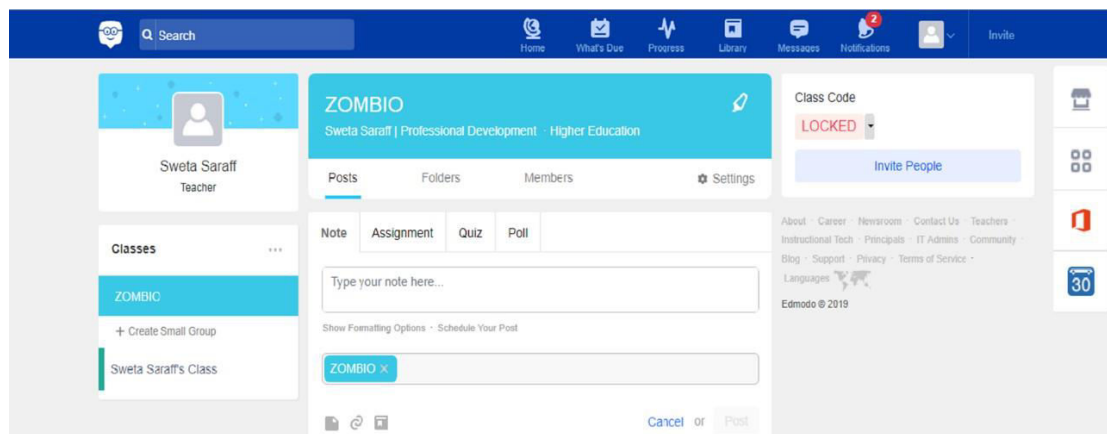 Search
Home
What's Due
Progress
Library
Messages
2
Notifications
Invite
Sweta Saraff
Teacher
Classes
...
ZOMBIO
+ Create Small Group
Sweta Saraff's Class
ZOMBIO
Sweta Saraff | Professional Development · Higher Education
Posts
Folders
Members
Settings
Note
Assignment
Quiz
Poll
Type your note here...
Show Formatting Options · Schedule Your Post
ZOMBIO ×
Cancel or Post
Class Code
LOCKED
Invite People
About · Career · Newsroom · Contact Us · Teachers ·
Instructional Tech · Principals · IT Admins · Community ·
Blog · Support · Privacy · Terms of Service ·
Languages
Edmodo © 2019
30